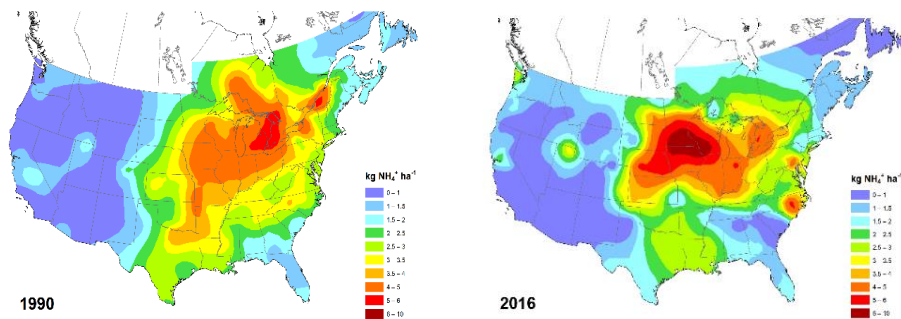 kg NH₄⁺ ha⁻¹
0 – 1
1 – 1.5
1.5 – 2
2 – 2.5
2.5 – 3
3 – 3.5
3.5 – 4
4 – 5
5 – 6
6 – 10
1990
kg NH₄⁺ ha⁻¹
0 – 1
1 – 1.5
1.5 – 2
2 – 2.5
2.5 – 3
3 – 3.5
3.5 – 4
4 – 5
5 – 6
6 – 10
2016